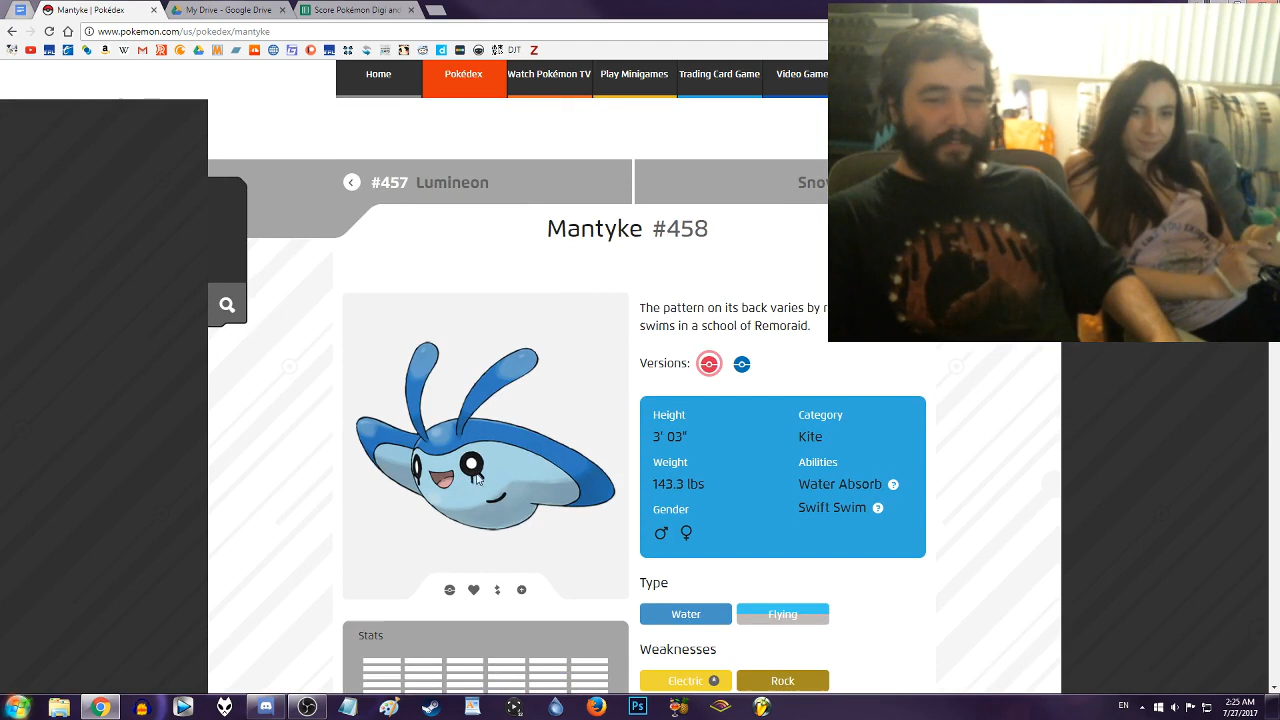 Mantyke | Pokédex
My Drive - Google Drive
Score Pokémon Digi and
www.pokemon.com/us/pokedex/mantyke
DJT
Home
Pokédex
Watch Pokémon TV
Play Minigames
Trading Card Game
Video Game
#457 Lumineon
Mantyke #458
The pattern on its back varies by
swims in a school of Remoraid.
Versions:
Height
3' 03"
Category
Kite
Weight
143.3 lbs
Abilities
Water Absorb
Swift Swim
Gender
Type
Water
Flying
Weaknesses
Electric
Rock
Stats
EN
2:25 AM
7/27/2017